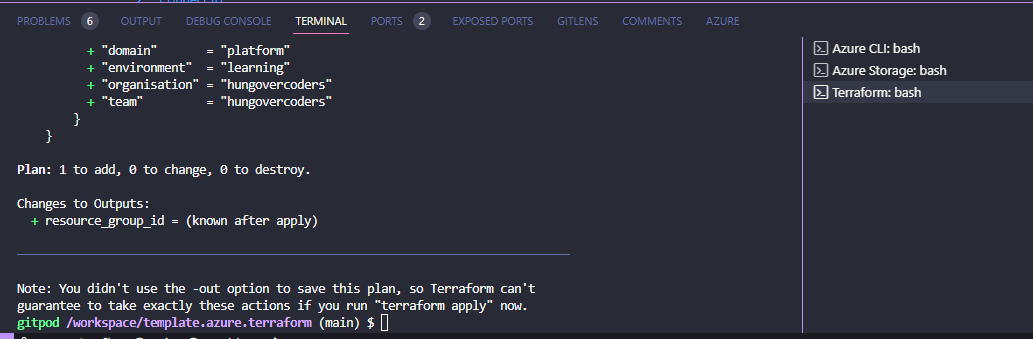 PROBLEMS 6 OUTPUT DEBUG CONSOLE TERMINAL PORTS 2 EXPOSED PORTS GITLENS COMMENTS AZURE
+ "domain" = "platform"
+ "environment" = "learning"
+ "organisation" = "hungovercoders"
+ "team" = "hungovercoders"
}
}
Plan: 1 to add, 0 to change, 0 to destroy.
Changes to Outputs:
+ resource_group_id = (known after apply)
Note: You didn't use the -out option to save this plan, so Terraform can't
guarantee to take exactly these actions if you run "terraform apply" now.
gitpod /workspace/template.azure.terraform (main) $
Azure CLI: bash
Azure Storage: bash
Terraform: bash